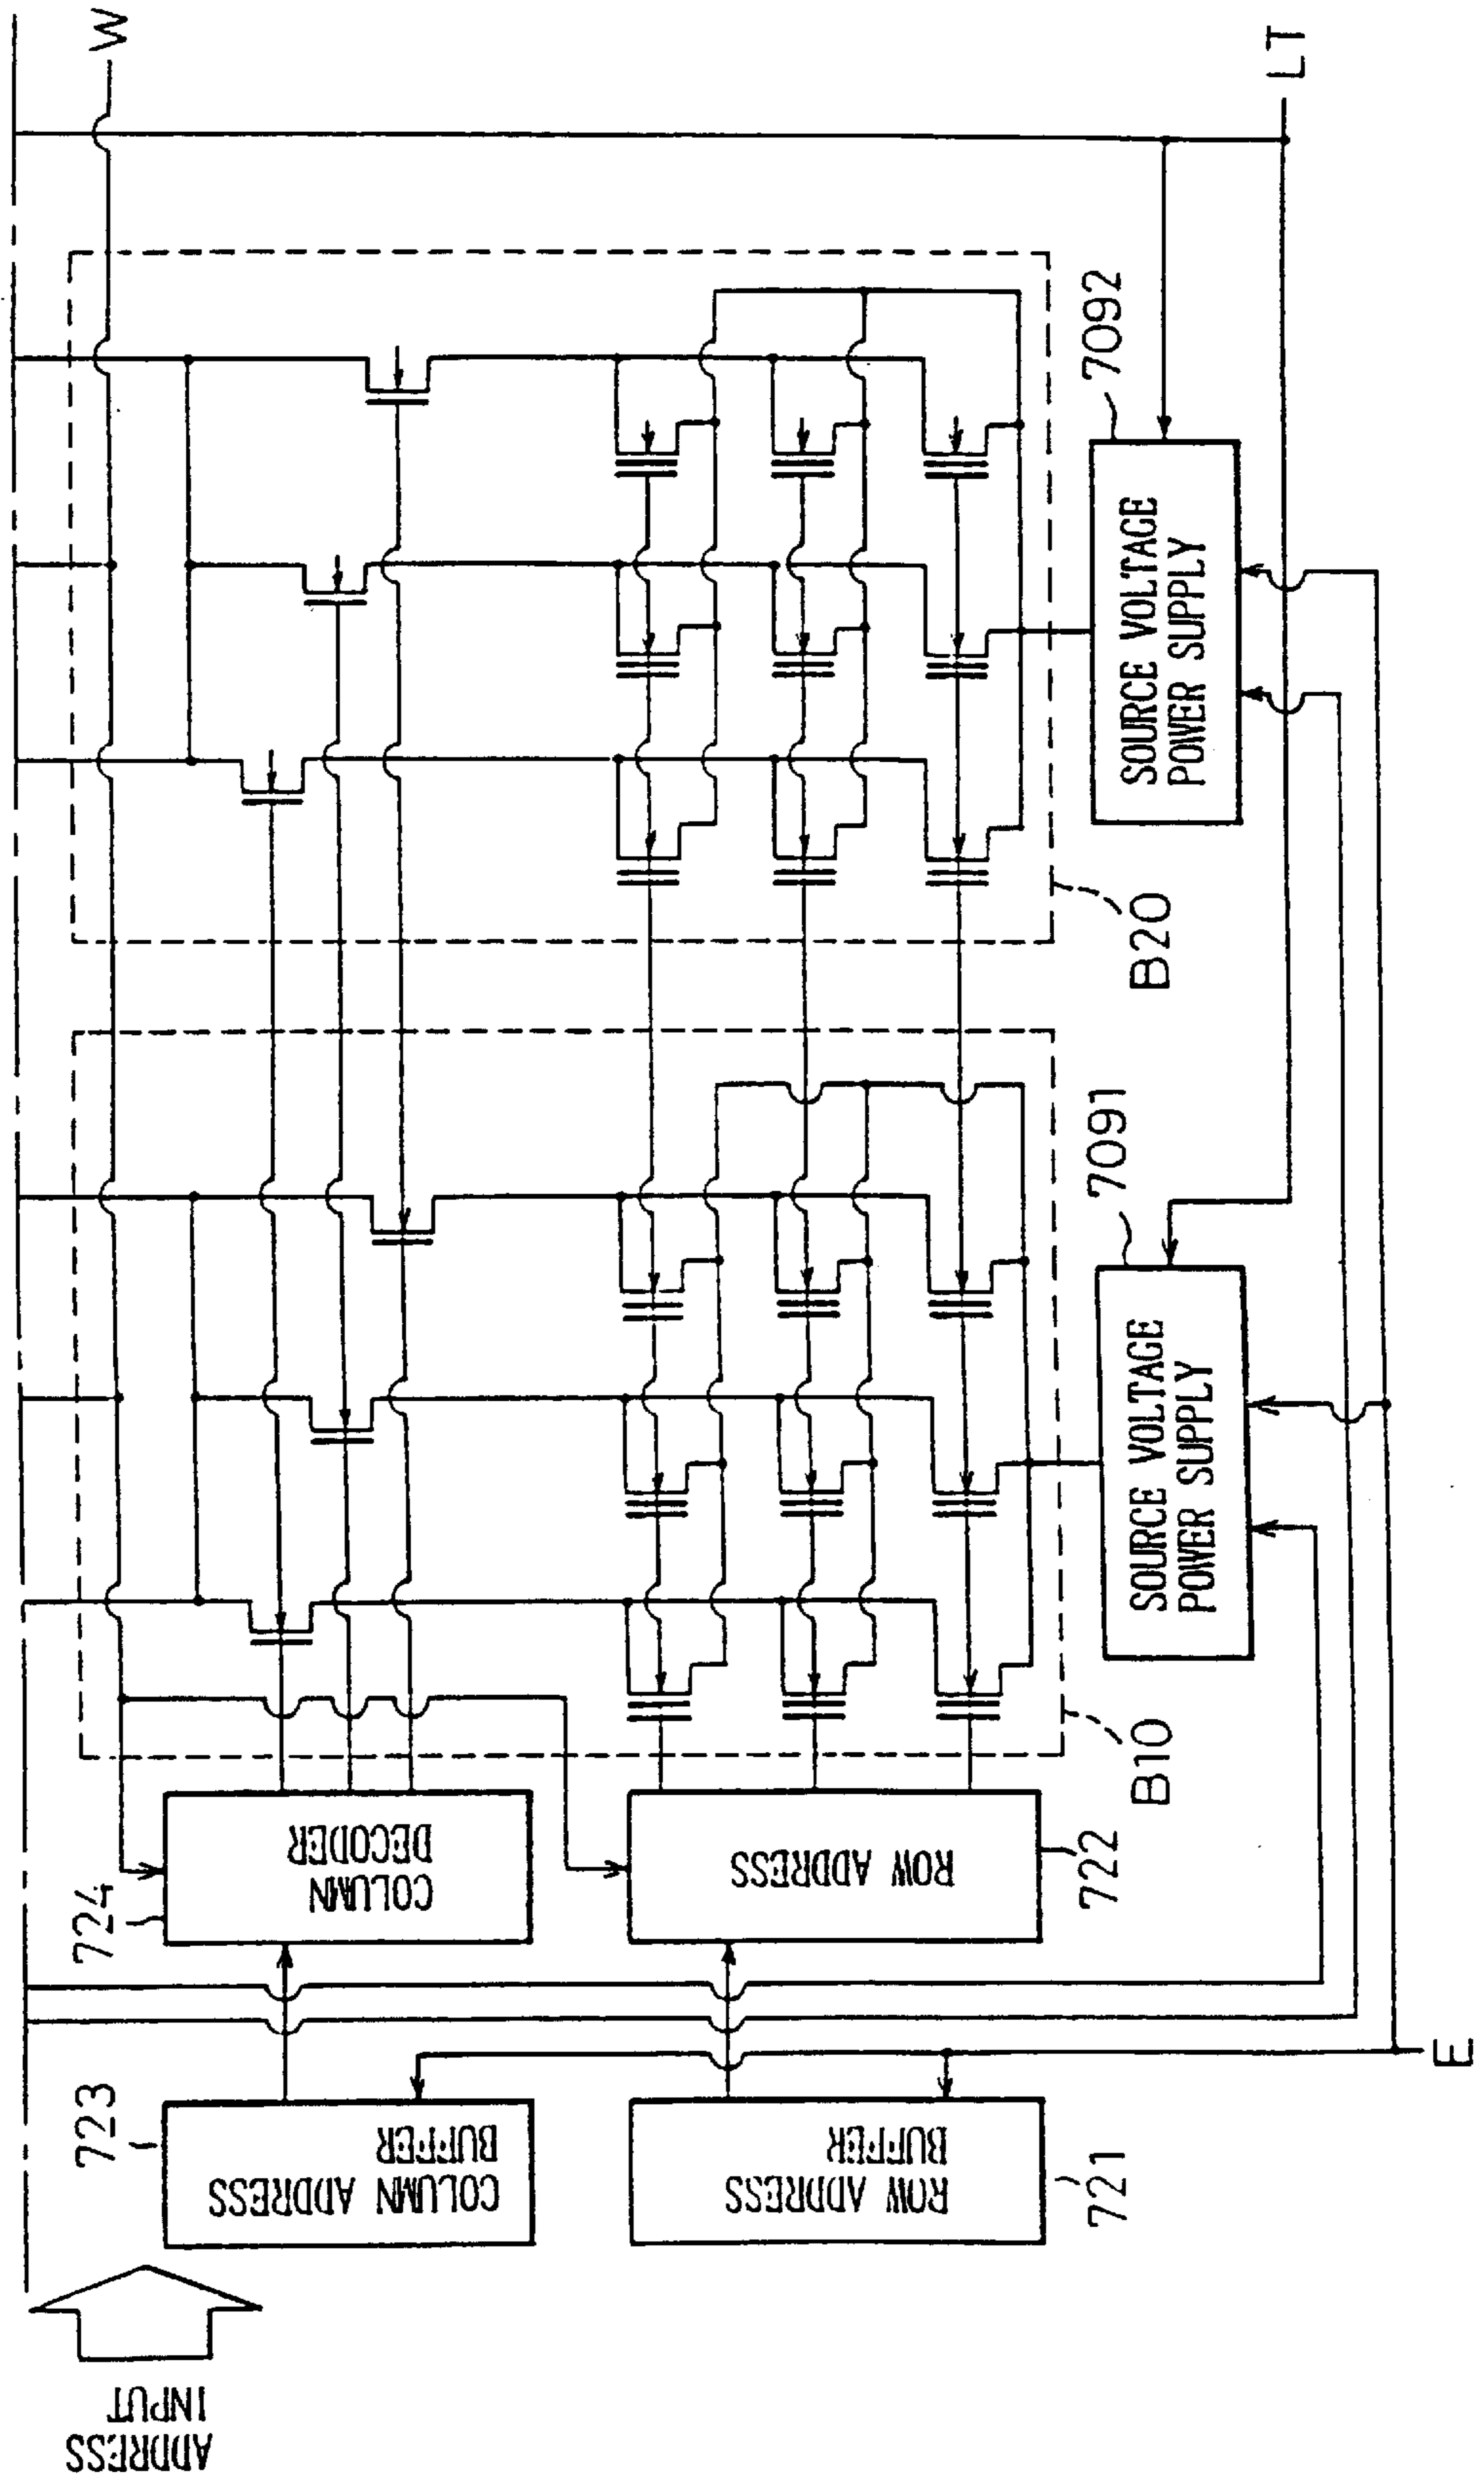 ADDRESS
INPUT
723
COLUMN ADDRESS
BUFFER
724
COLUMN
DECODER
W
721
ROW ADDRESS
BUFFER
722
ROW ADDRESS
B10
B20
7091
SOURCE VOLTAGE
POWER SUPPLY
7092
SOURCE VOLTAGE
POWER SUPPLY
LT
E